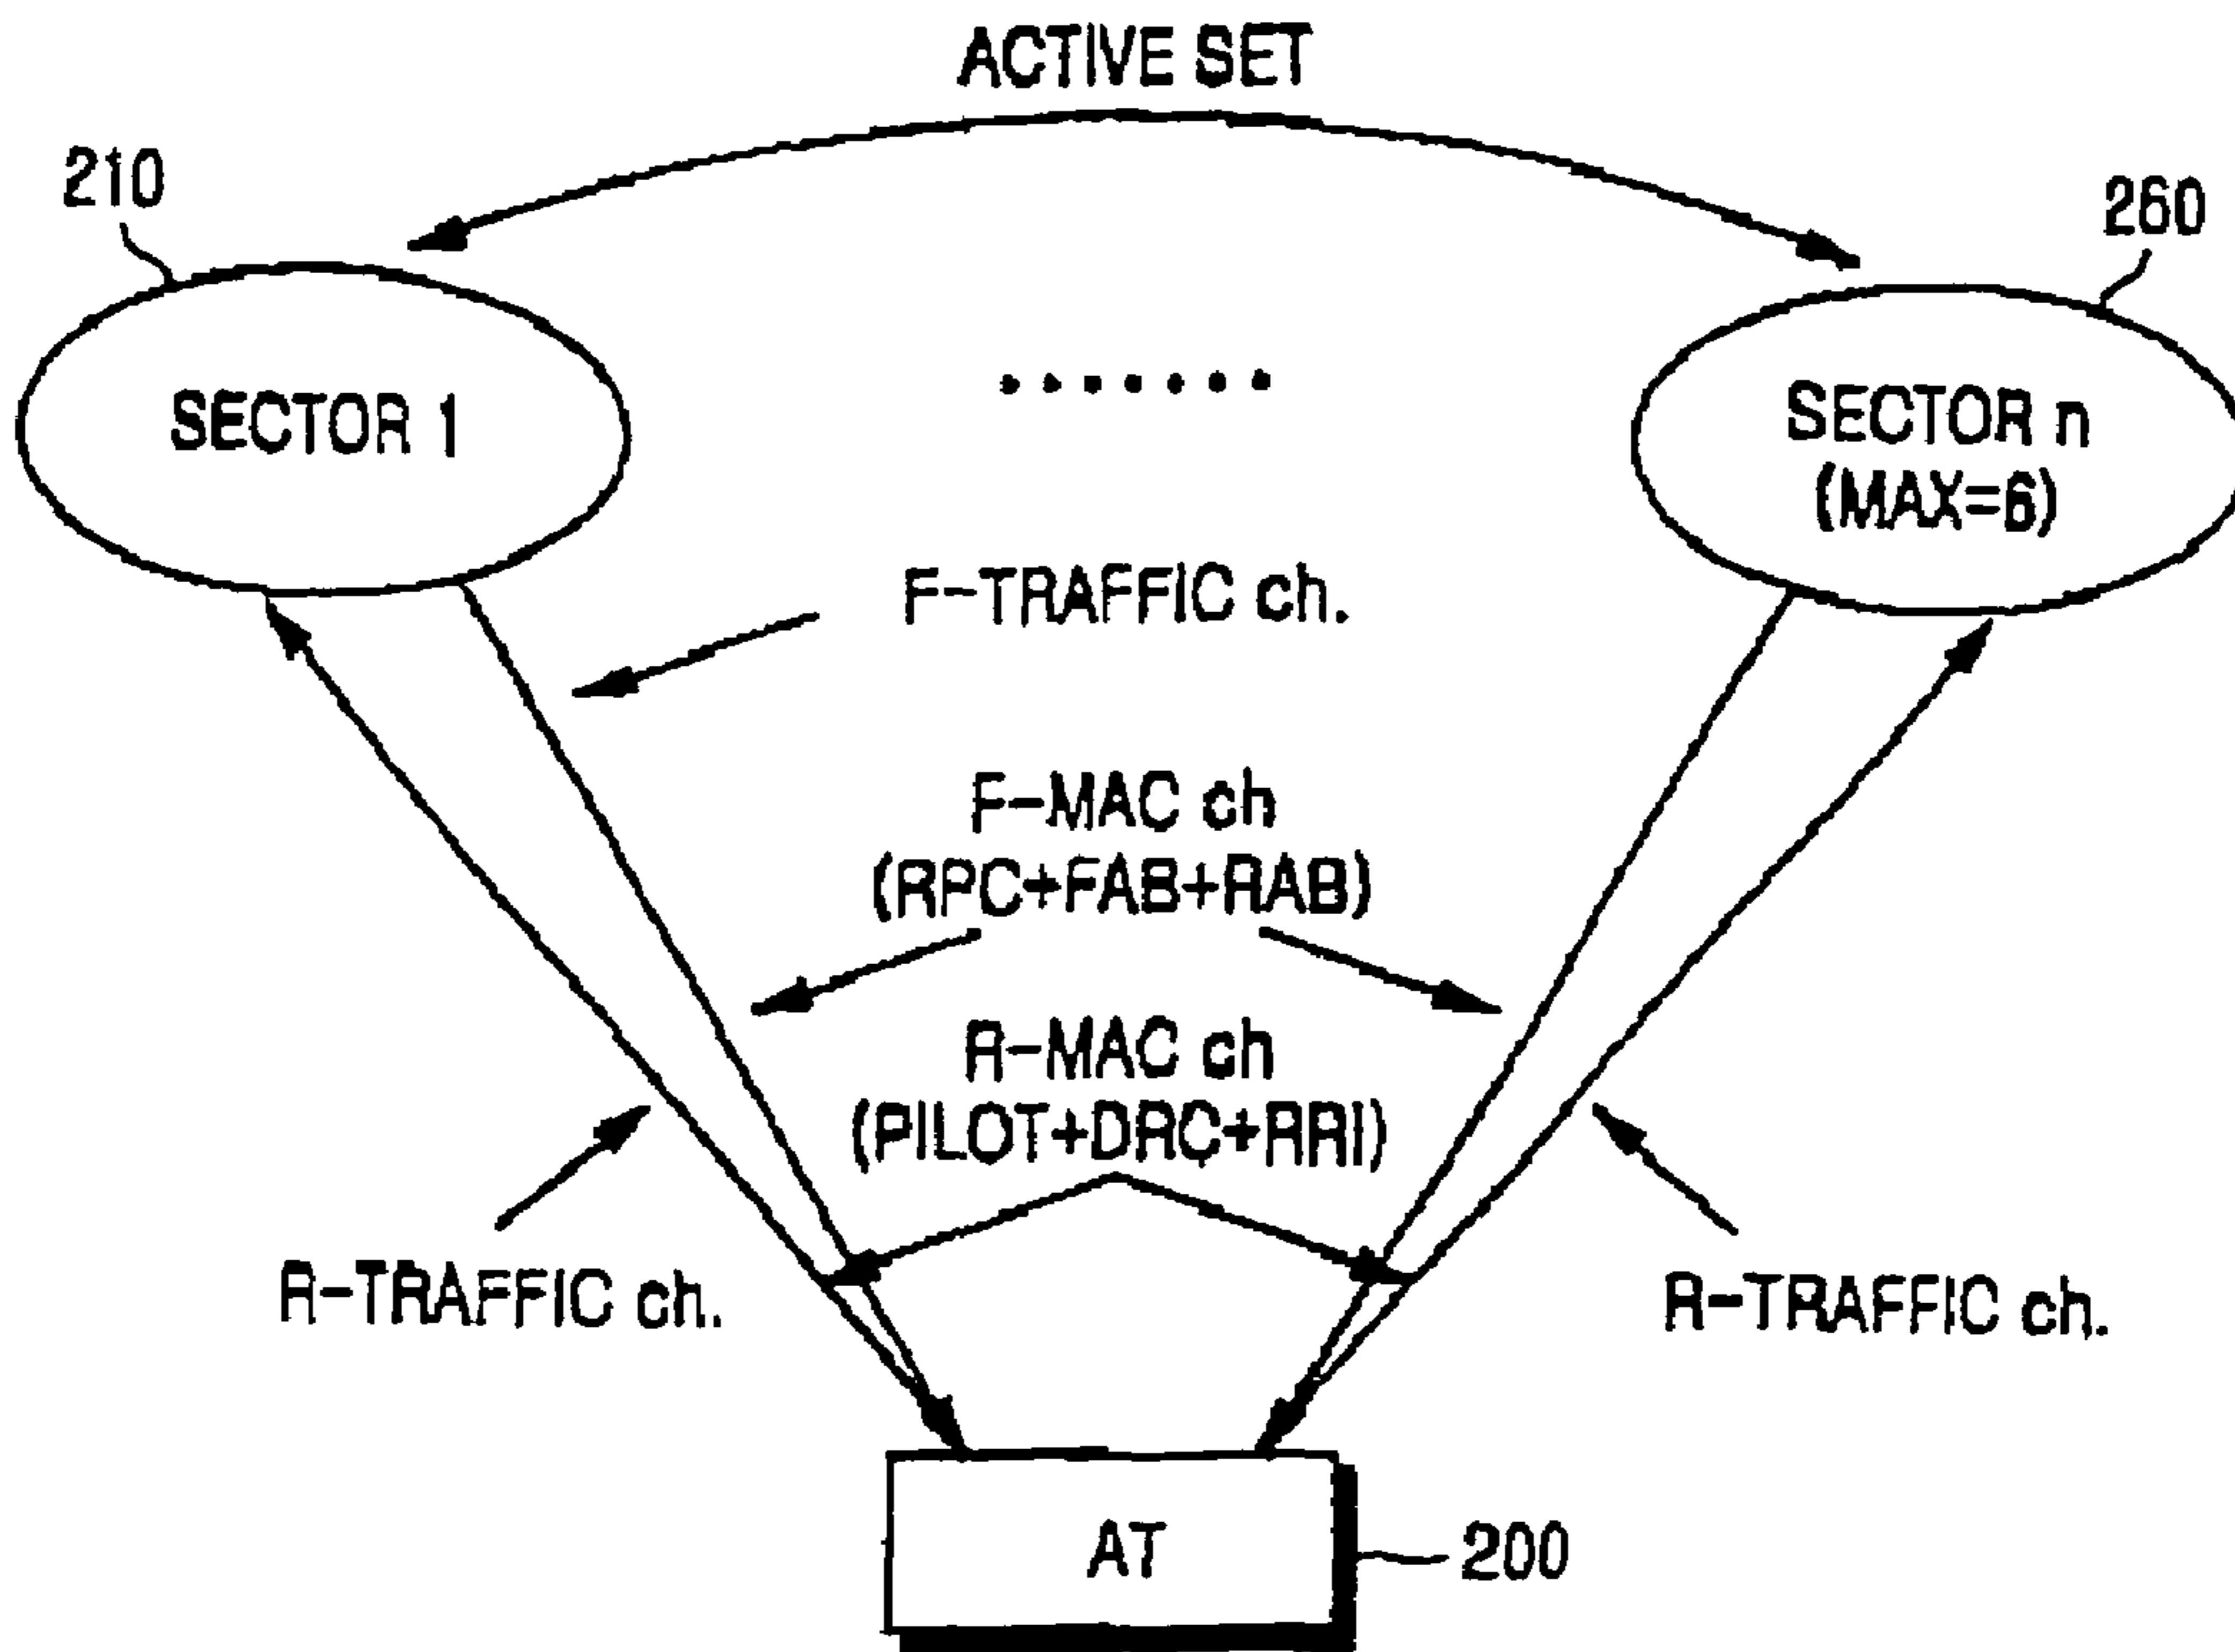 ACTIVE SET
210
260
SECTOR 1
SECTOR n
(MAX=6)
F-TRAFFIC ch.
F-MAC ch
(RPC+FAB+RAB)
R-MAC ch
(PILOT+DRC+RRI)
R-TRAFFIC ch.
R-TRAFFIC ch.
AT
200